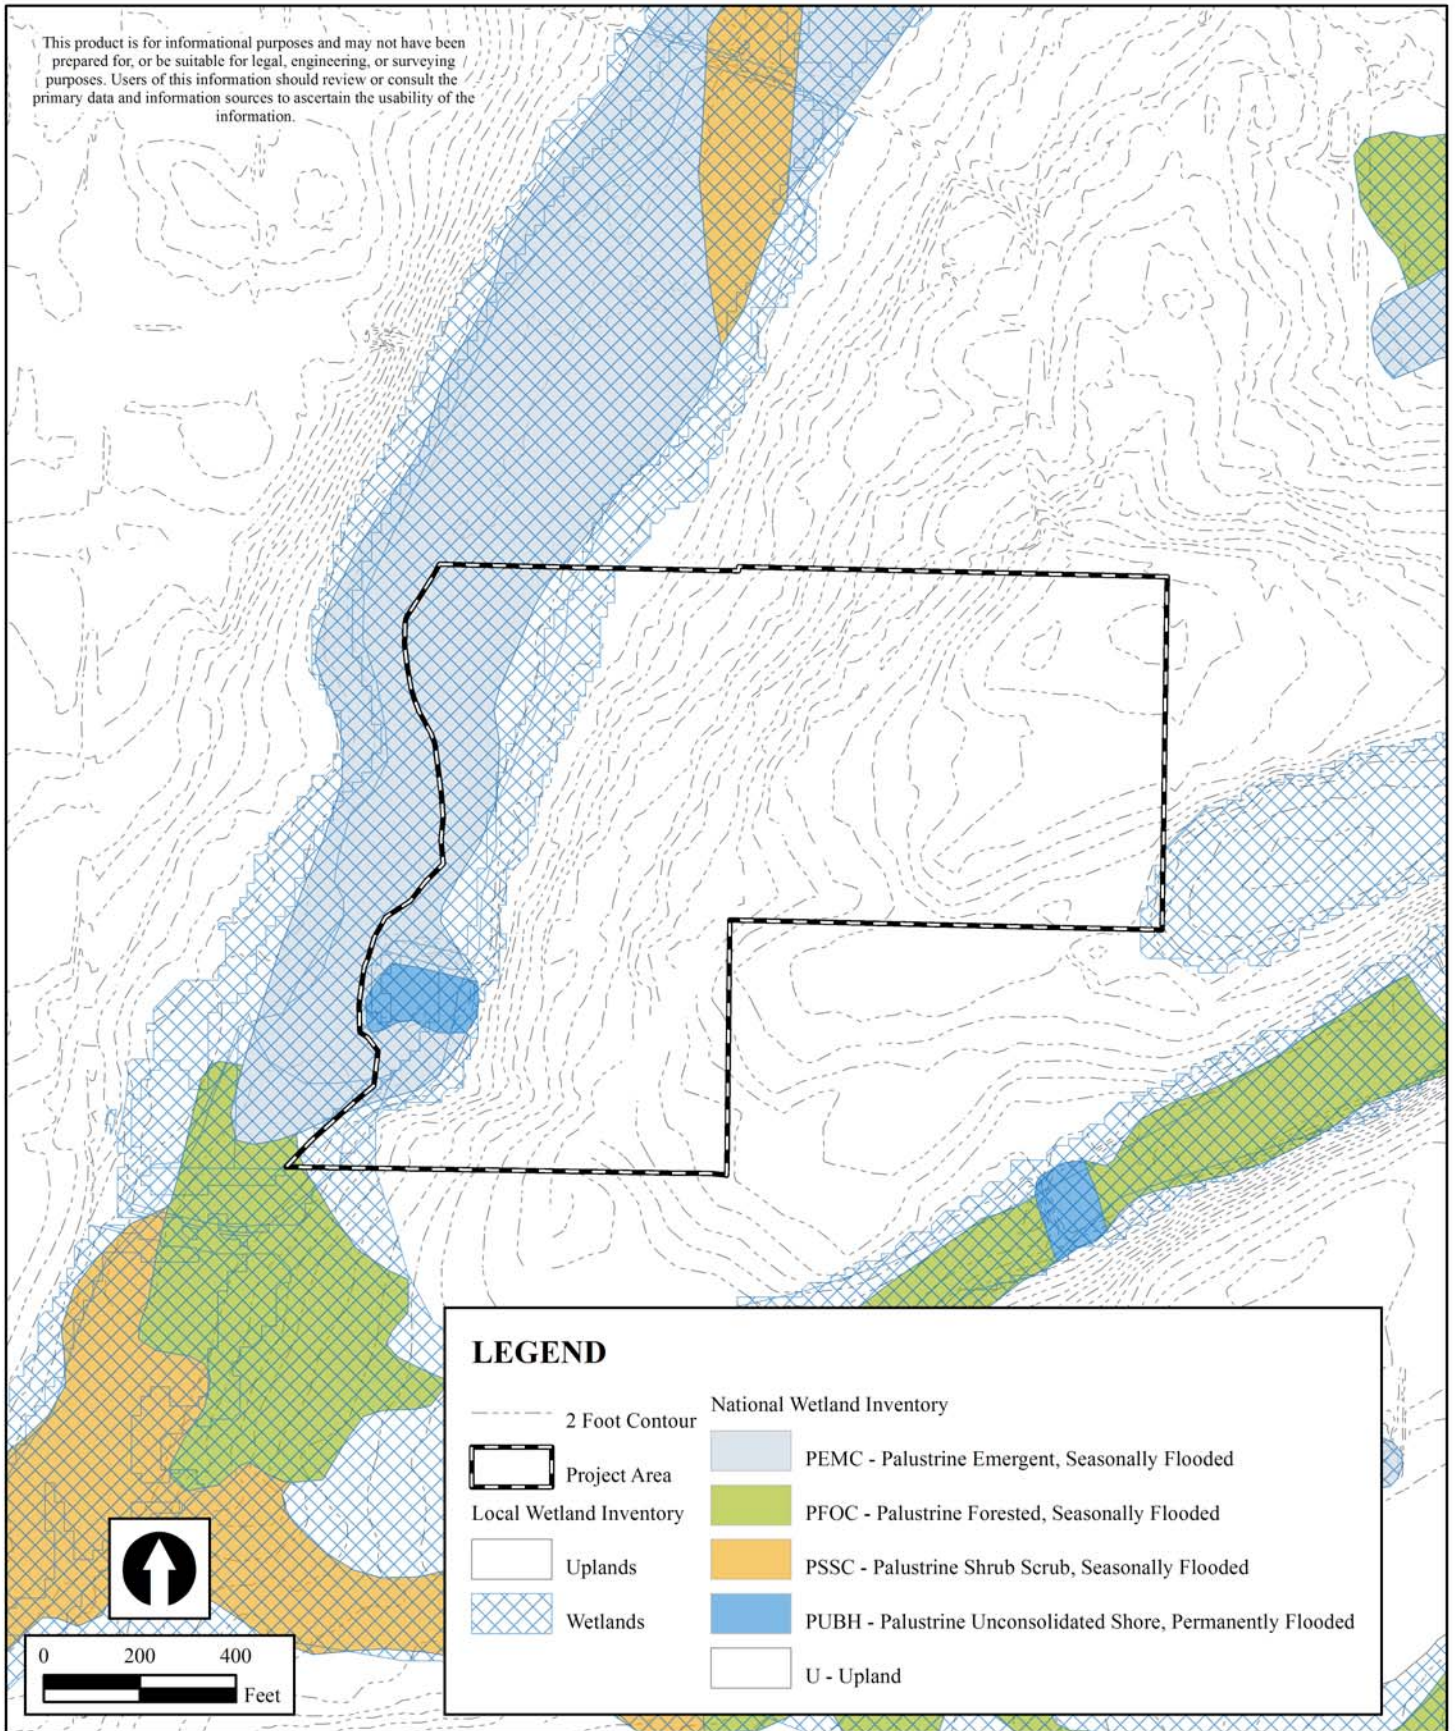 This product is for informational purposes and may not have been
prepared for, or be suitable for legal, engineering, or surveying
purposes. Users of this information should review or consult the
primary data and information sources to ascertain the usability of the
information.
LEGEND
2 Foot Contour
Project Area
Local Wetland Inventory
Uplands
Wetlands
National Wetland Inventory
PEMC - Palustrine Emergent, Seasonally Flooded
PFOC - Palustrine Forested, Seasonally Flooded
PSSC - Palustrine Shrub Scrub, Seasonally Flooded
PUBH - Palustrine Unconsolidated Shore, Permanently Flooded
U - Upland
0 200 400
Feet